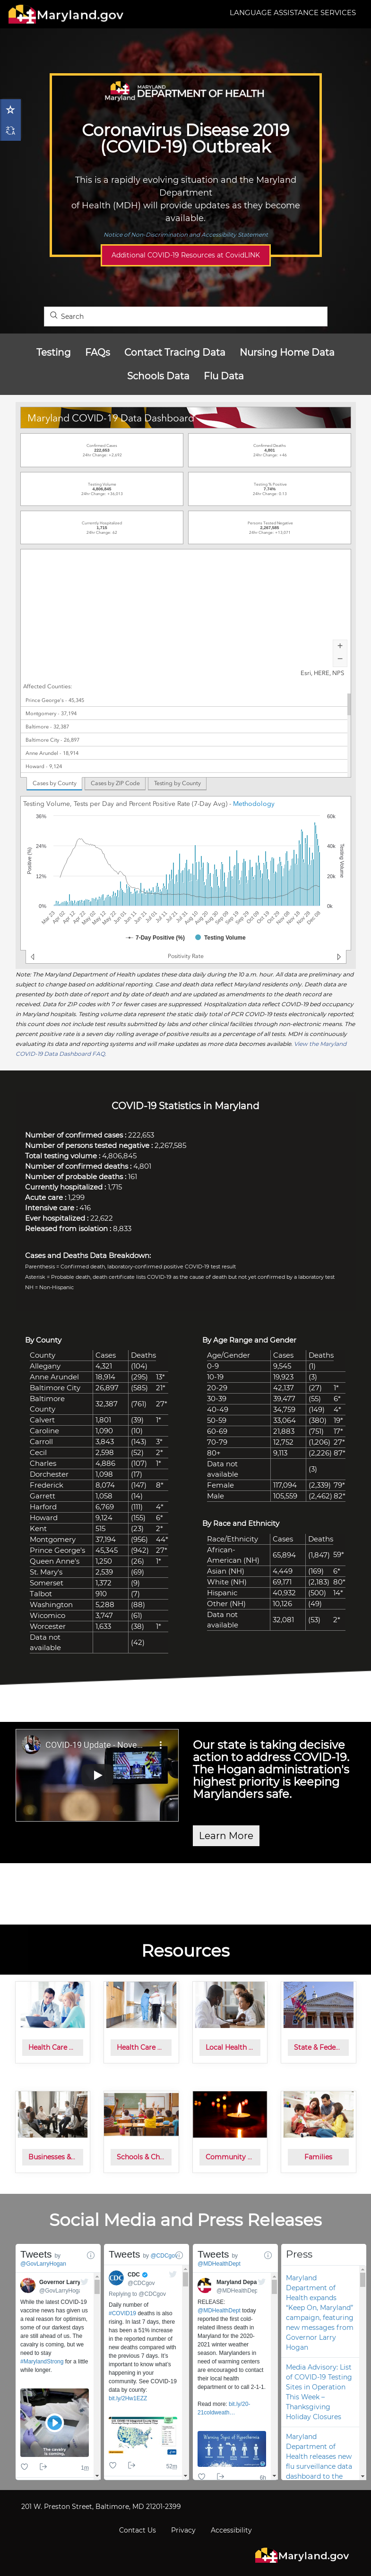 Maryland.gov
LANGUAGE ASSISTANCE SERVICES
MARYLAND
Maryland DEPARTMENT OF HEALTH
Coronavirus Disease 2019
(COVID-19) Outbreak
This is a rapidly evolving situation and the Maryland
Department
of Health (MDH) will provide updates as they become
available.
Notice of Non-Discrimination and Accessibility Statement
Additional COVID-19 Resources at CovidLINK
Search
Testing FAQs Contact Tracing Data Nursing Home Data
Schools Data Flu Data
Maryland COVID-19 Data Dashboard
Confirmed Cases
222,653
24hr Change: +2,692
Confirmed Deaths
4,801
24hr Change: +46
Testing Volume
4,806,845
Testing % Positive
7.74%
Currently Hospitalized
1,715
Persons Tested Negative
2,267,585
+
−
Esri, HERE, NPS
Affected Counties:
Prince George's - 45,345
Montgomery - 37,194
Baltimore - 32,387
Baltimore City - 26,897
Anne Arundel - 18,914
Howard - 9,124
Cases by County Cases by ZIP Code Testing by County
Testing Volume, Tests per Day and Percent Positive Rate (7-Day Avg) - Methodology
36% 60k
24% 40k
12% 20k
0% 0k
Positive (%)
Testing Volume
7-Day Positive (%) Testing Volume
Positivity Rate
Note: The Maryland Department of Health updates these data daily during the 10 a.m. hour. All data are preliminary and
subject to change based on additional reporting. Case and death data reflect Maryland residents only. Death data are
presented by both date of report and by date of death and are updated as amendments to the death record are
received. Data for ZIP codes with 7 or fewer cases are suppressed. Hospitalization data reflect COVID-19 bed occupancy
in Maryland hospitals. Testing volume data represent the static daily total of PCR COVID-19 tests electronically reported;
this count does not include test results submitted by labs and other clinical facilities through non-electronic means. The
percent positive rate is a seven day rolling average of positive results as a percentage of all tests. MDH is continuously
evaluating its data and reporting systems and will make updates as more data becomes available. View the Maryland
COVID-19 Data Dashboard FAQ.
COVID-19 Statistics in Maryland
Number of confirmed cases : 222,653
Number of persons tested negative : 2,267,585
Total testing volume : 4,806,845
Number of confirmed deaths : 4,801
Number of probable deaths : 161
Currently hospitalized : 1,715
Acute care : 1,299
Intensive care : 416
Ever hospitalized : 22,622
Released from isolation : 8,833
Cases and Deaths Data Breakdown:
Parenthesis = Confirmed death, laboratory-confirmed positive COVID-19 test result
Asterisk = Probable death, death certificate lists COVID-19 as the cause of death but not yet confirmed by a laboratory test
NH = Non-Hispanic
By County
County Cases Deaths
Allegany 4,321 (104)
Anne Arundel 18,914 (295) 13*
Baltimore City 26,897 (585) 21*
Baltimore
County 32,387 (761) 27*
Calvert 1,801 (39) 1*
Caroline 1,090 (10)
Carroll 3,843 (143) 3*
Cecil 2,598 (52) 2*
Charles 4,886 (107) 1*
Dorchester 1,098 (17)
Frederick 8,074 (147) 8*
Garrett 1,058 (14)
Harford 6,769 (111) 4*
Howard 9,124 (155) 6*
Kent 515 (23) 2*
Montgomery 37,194 (956) 44*
Prince George's 45,345 (942) 27*
Queen Anne's 1,250 (26) 1*
St. Mary's 2,539 (69)
Somerset 1,372 (9)
Talbot 910 (7)
Washington 5,288 (88)
Wicomico 3,747 (61)
Worcester 1,633 (38) 1*
Data not
available (42)
By Age Range and Gender
Age/Gender Cases Deaths
0-9 9,545 (1)
10-19 19,923 (3)
20-29 42,137 (27) 1*
30-39 39,477 (55) 6*
40-49 34,759 (149) 4*
50-59 33,064 (380) 19*
60-69 21,883 (751) 17*
70-79 12,752 (1,206) 27*
80+ 9,113 (2,226) 87*
Data not
available (3)
Female 117,094 (2,339) 79*
Male 105,559 (2,462) 82*
By Race and Ethnicity
Race/Ethnicity Cases Deaths
African-
American (NH) 65,894 (1,847) 59*
Asian (NH) 4,449 (169) 6*
White (NH) 69,171 (2,183) 80*
Hispanic 40,932 (500) 14*
Other (NH) 10,126 (49)
Data not
available 32,081 (53) 2*
COVID-19 Update - Nove...
Our state is taking decisive
action to address COVID-19.
The Hogan administration's
highest priority is keeping
Marylanders safe.
Learn More
Resources
Health Care ... Health Care ... Local Health ... State & Fede...
Businesses &... Schools & Ch... Community ... Families
Social Media and Press Releases
Tweets by
@GovLarryHogan
Governor Larry
@GovLarryHog
While the latest COVID-19
vaccine news has given us
a real reason for optimism,
some of our darkest days
are still ahead of us. The
cavalry is coming, but we
need to stay
#MarylandStrong for a little
while longer.
The cavalry
is coming,
1m
Tweets by @CDCgov
CDC
@CDCgov
Replying to @CDCgov
Daily number of
#COVID19 deaths is also
rising. In last 7 days, there
were more than 15K new
deaths. There has been a
51% increase in the
reported number of deaths
compared with the
previous 7 days. It's
important to know what's
happening in your
community. See COVID-19
data by county:
bit.ly/2Hw1EZZ
52m
Tweets by
@MDHealthDept
Maryland Depa
@MDHealthDep
RELEASE:
@MDHealthDept today
reported the first cold-
related illness death in
Maryland for the 2020-
2021 winter weather
season. Marylanders in
need of warming centers
are encouraged to contact
their local health
department or to call 2-1-1.
Read more: bit.ly/20-
21coldweath…
Warning Signs of Hypothermia
6h
Press
Maryland
Department of
Health expands
“Keep On, Maryland”
campaign, featuring
new messages from
Governor Larry
Hogan
Media Advisory: List
of COVID-19 Testing
Sites in Operation
This Week –
Thanksgiving
Holiday Closures
Maryland
Department of
Health releases new
flu surveillance data
dashboard to the
201 W. Preston Street, Baltimore, MD 21201-2399
Contact Us Privacy Accessibility
Maryland.gov